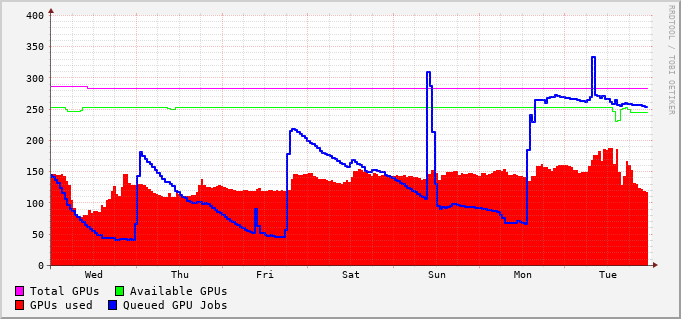 400
350
300
250
200
150
100
50
0
Wed Thu Fri Sat Sun Mon Tue
Total GPUs Available GPUs
GPUs used Queued GPU Jobs
RRDTOOL / TOBI OETIKER